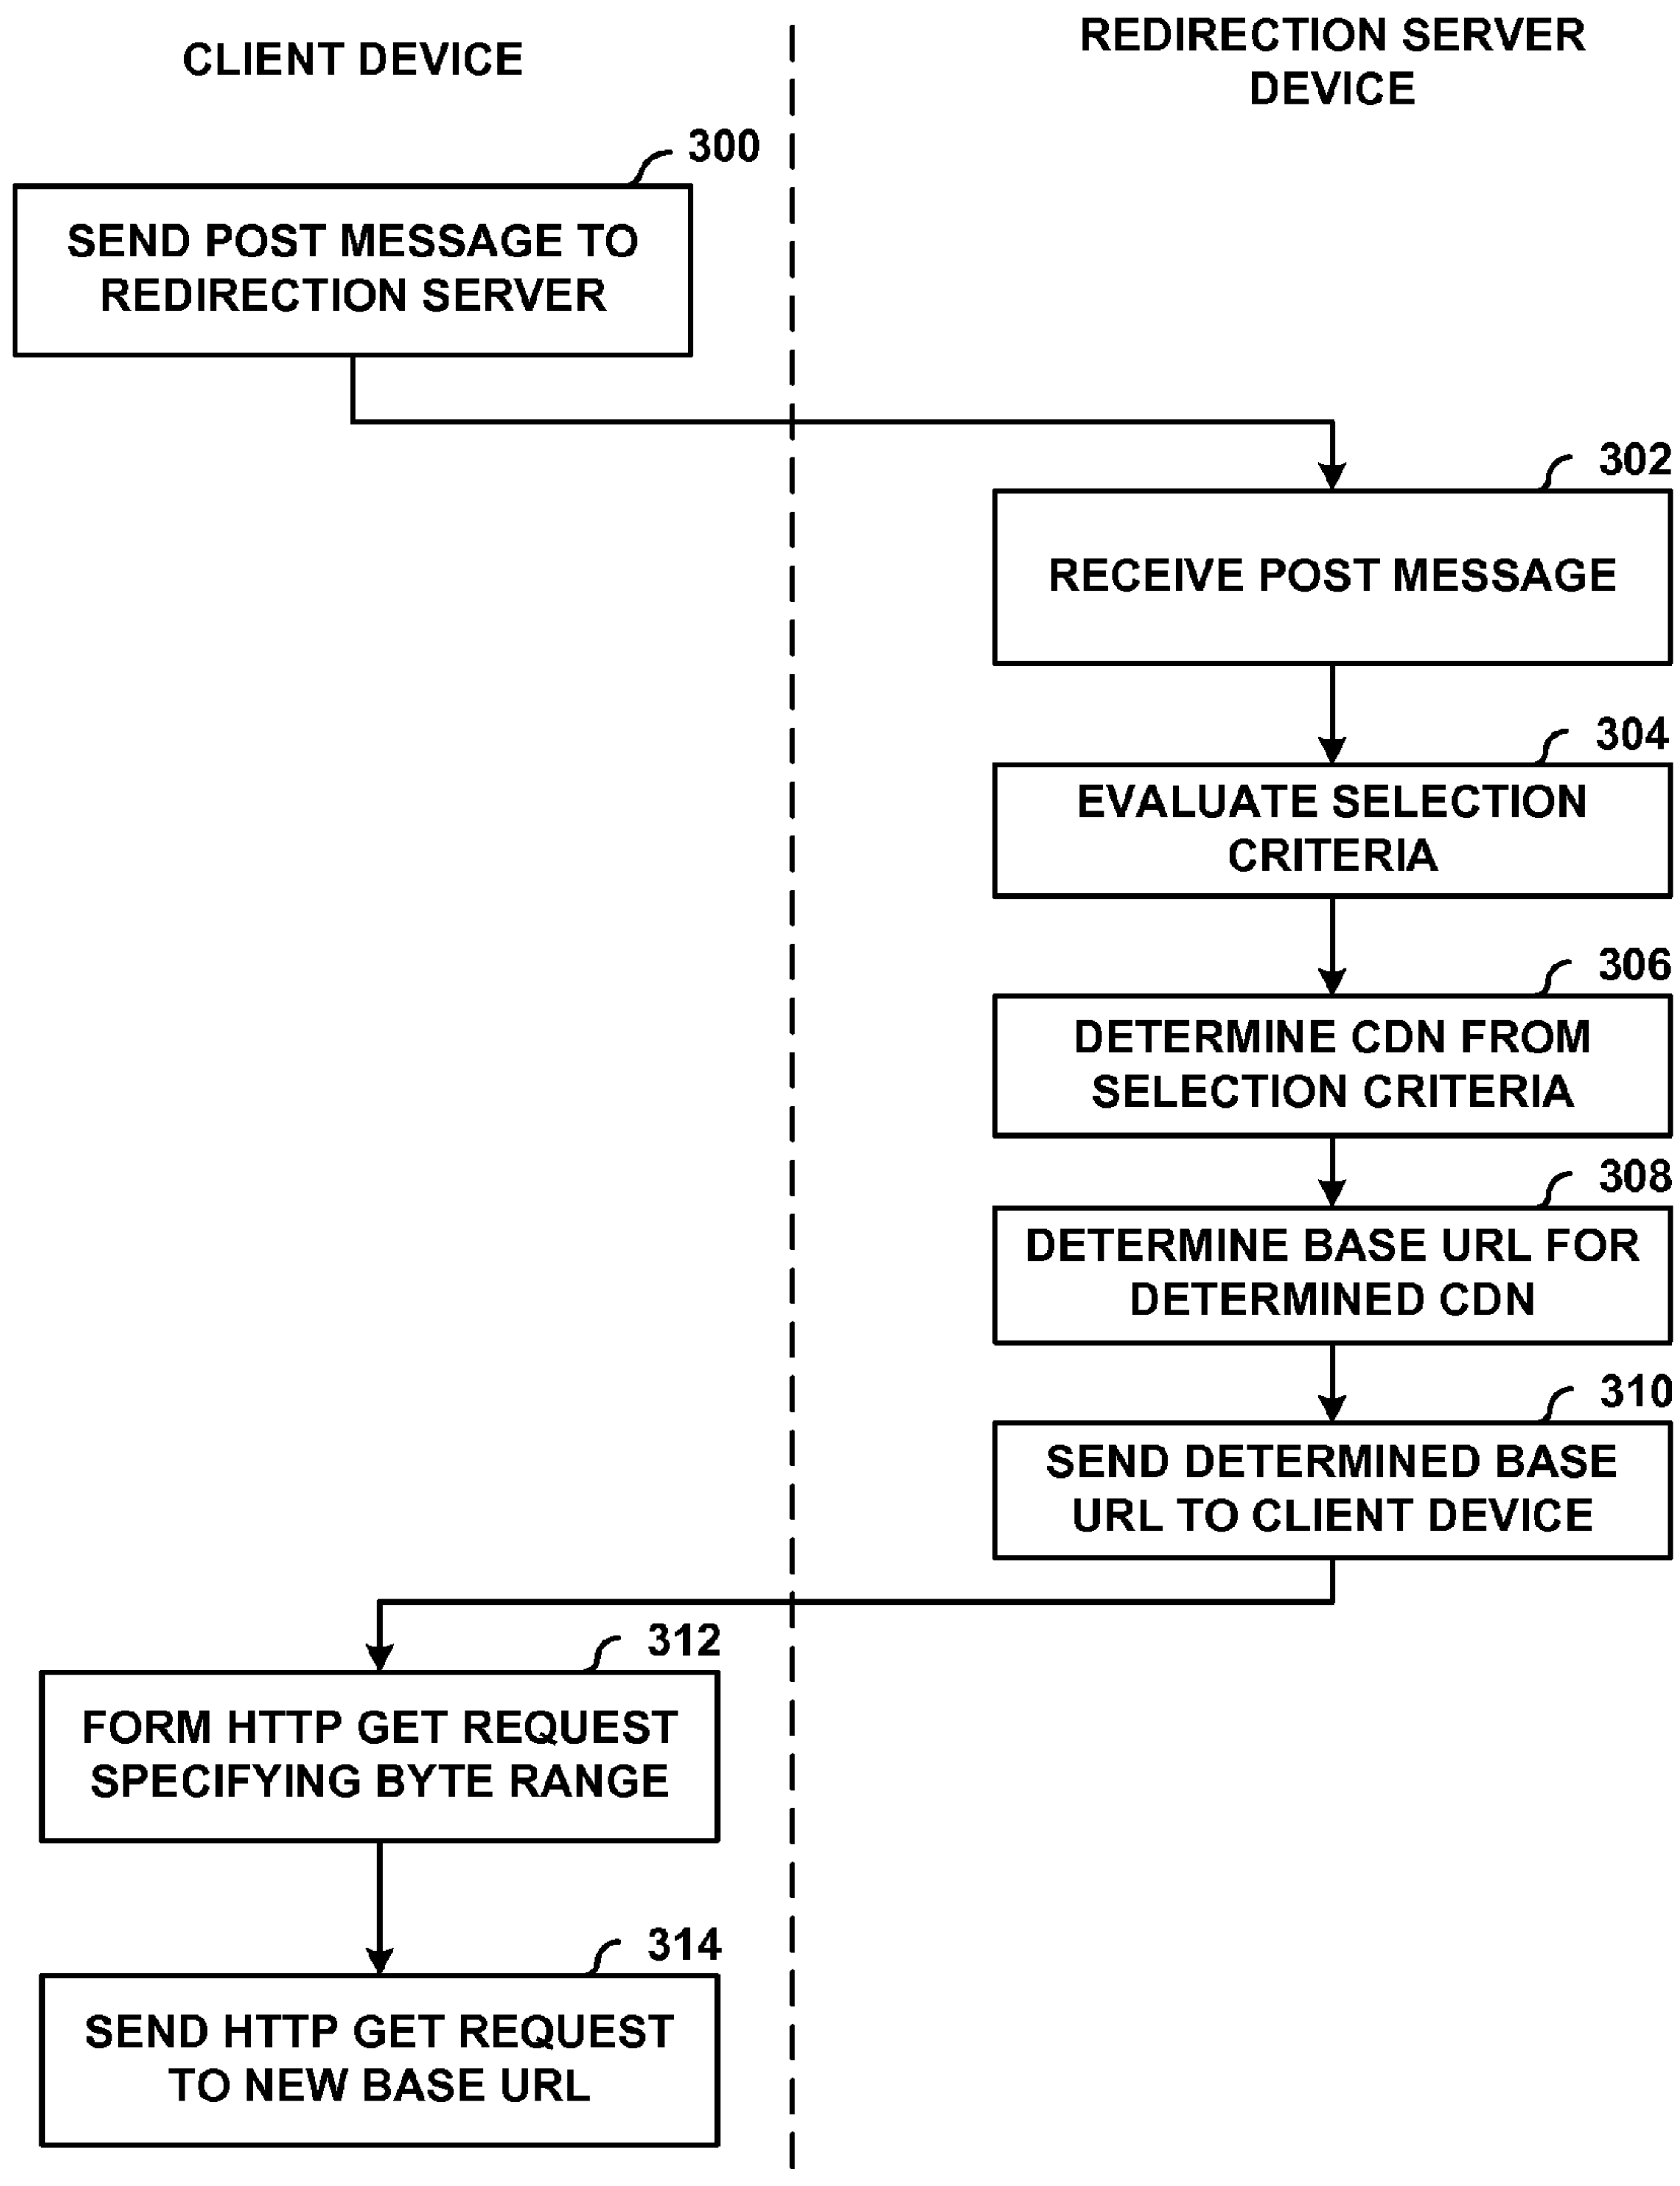 CLIENT DEVICE
REDIRECTION SERVER
DEVICE
300
SEND POST MESSAGE TO
REDIRECTION SERVER
302
RECEIVE POST MESSAGE
304
EVALUATE SELECTION
CRITERIA
306
DETERMINE CDN FROM
SELECTION CRITERIA
308
DETERMINE BASE URL FOR
DETERMINED CDN
310
SEND DETERMINED BASE
URL TO CLIENT DEVICE
312
FORM HTTP GET REQUEST
SPECIFYING BYTE RANGE
314
SEND HTTP GET REQUEST
TO NEW BASE URL